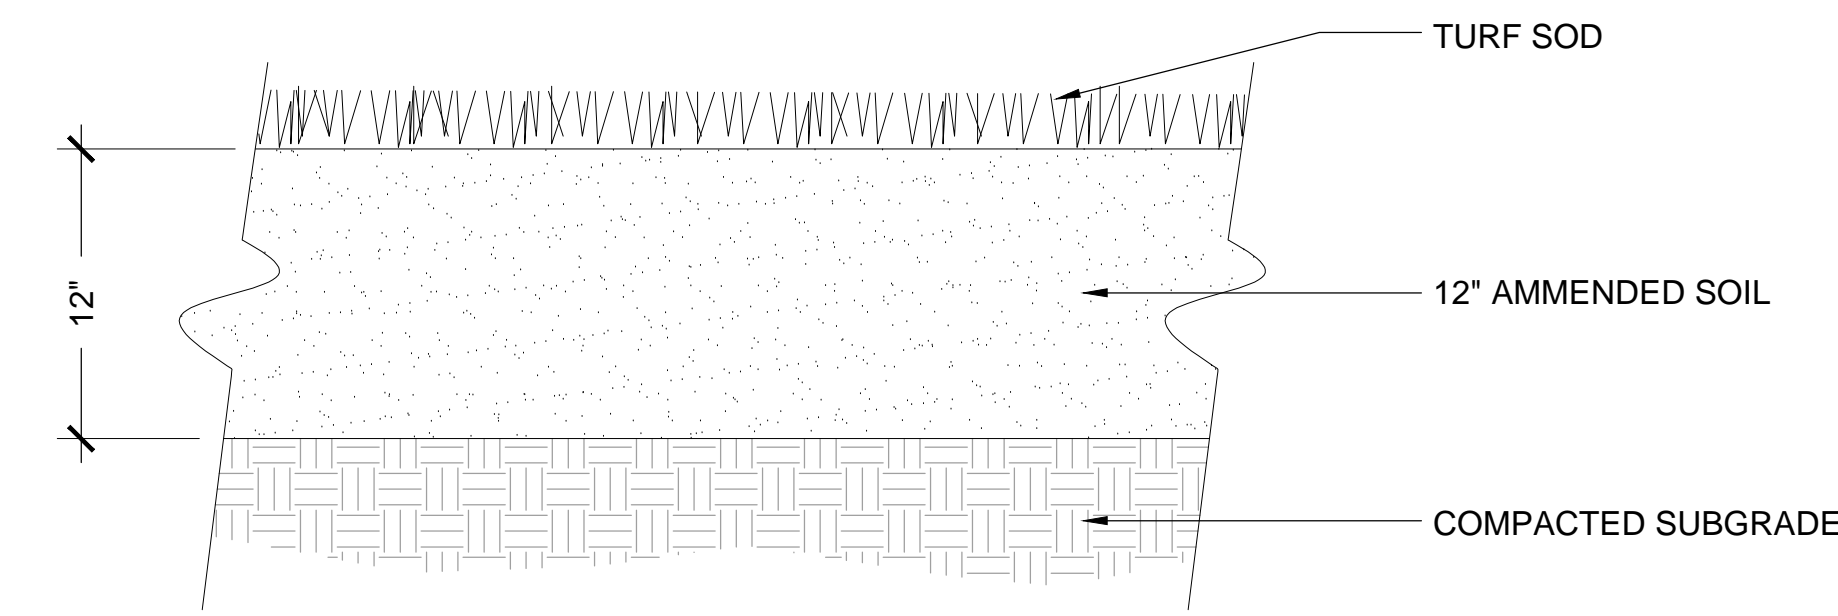 TURF SOD
12"
12" AMMENDED SOIL
COMPACTED SUBGRADE